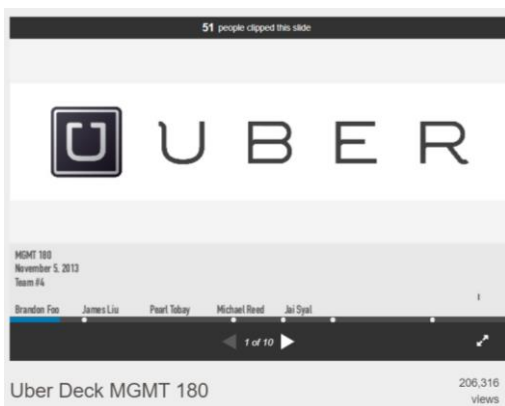 51 people clipped this slide
U UBER
MGMT 180
November 5, 2013
Team #4
Brandon Foo James Liu Pearl Tobay Michael Reed Jai Syal
1
1 of 10
Uber Deck MGMT 180
206,316
views